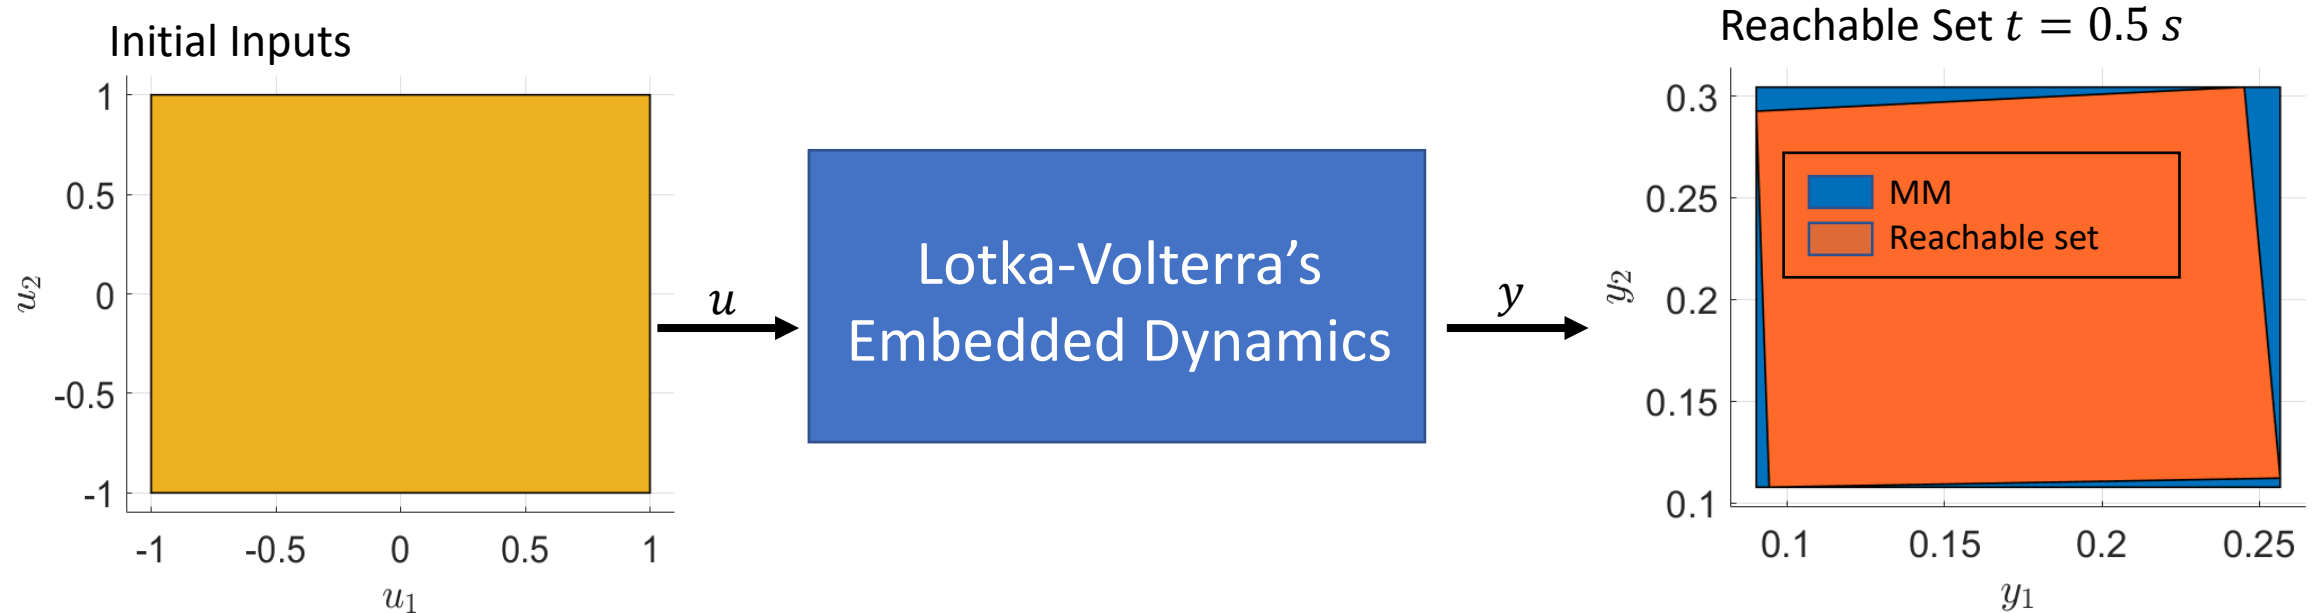 Initial Inputs
1
0.5
0
-0.5
-1
u₂
-1 -0.5 0 0.5 1
u₁
u
Lotka-Volterra's
Embedded Dynamics
y
Reachable Set t = 0.5 s
0.3
0.25
0.2
0.15
0.1
y₂
MM
Reachable set
0.1 0.15 0.2 0.25
y₁